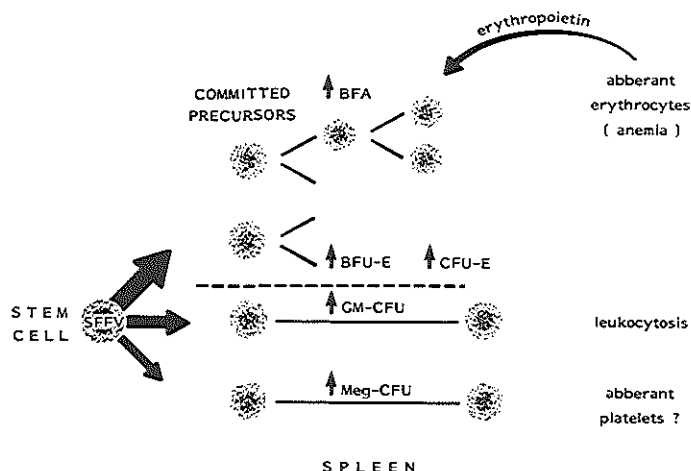 erythropoietin
COMMITTED
PRECURSORS
BFA
abberant
erythrocytes
( anemia )
BFU-E
CFU-E
STEM
CELL
SFFV
GM-CFU
leukocytosis
Meg-CFU
abberant
platelets ?
SPLEEN